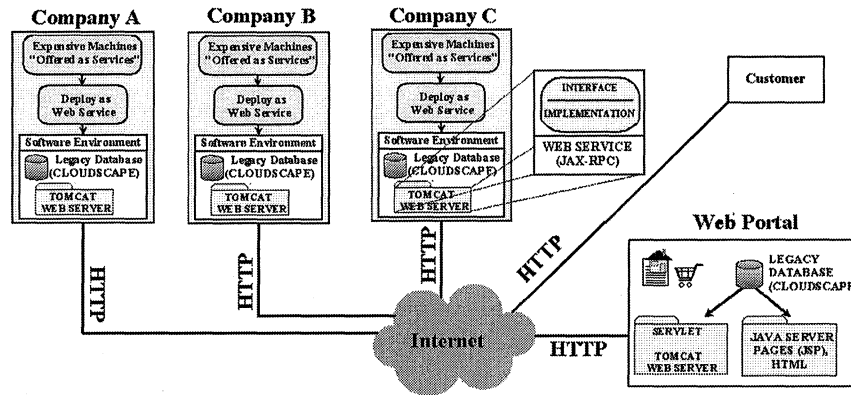 Company A
Expensive Machines
"Offered as Services"
Deploy as
Web Service
Software Environment
Legacy Database
(CLOUDSCAPE)
TOMCAT
WEB SERVER
HTTP
Company B
Expensive Machines
"Offered as Services"
Deploy as
Web Service
Software Environment
Legacy Database
(CLOUDSCAPE)
TOMCAT
WEB SERVER
HTTP
Company C
Expensive Machines
"Offered as Services"
Deploy as
Web Service
Software Environment
Legacy Database
(CLOUDSCAPE)
TOMCAT
WEB SERVER
HTTP
INTERFACE
IMPLEMENTATION
WEB SERVICE
(JAX-RPC)
Customer
HTTP
Internet
HTTP
Web Portal
LEGACY
DATABASE
(CLOUDSCAPE)
SERVLET
TOMCAT
WEB SERVER
JAVA SERVER
PAGES (JSP),
HTML